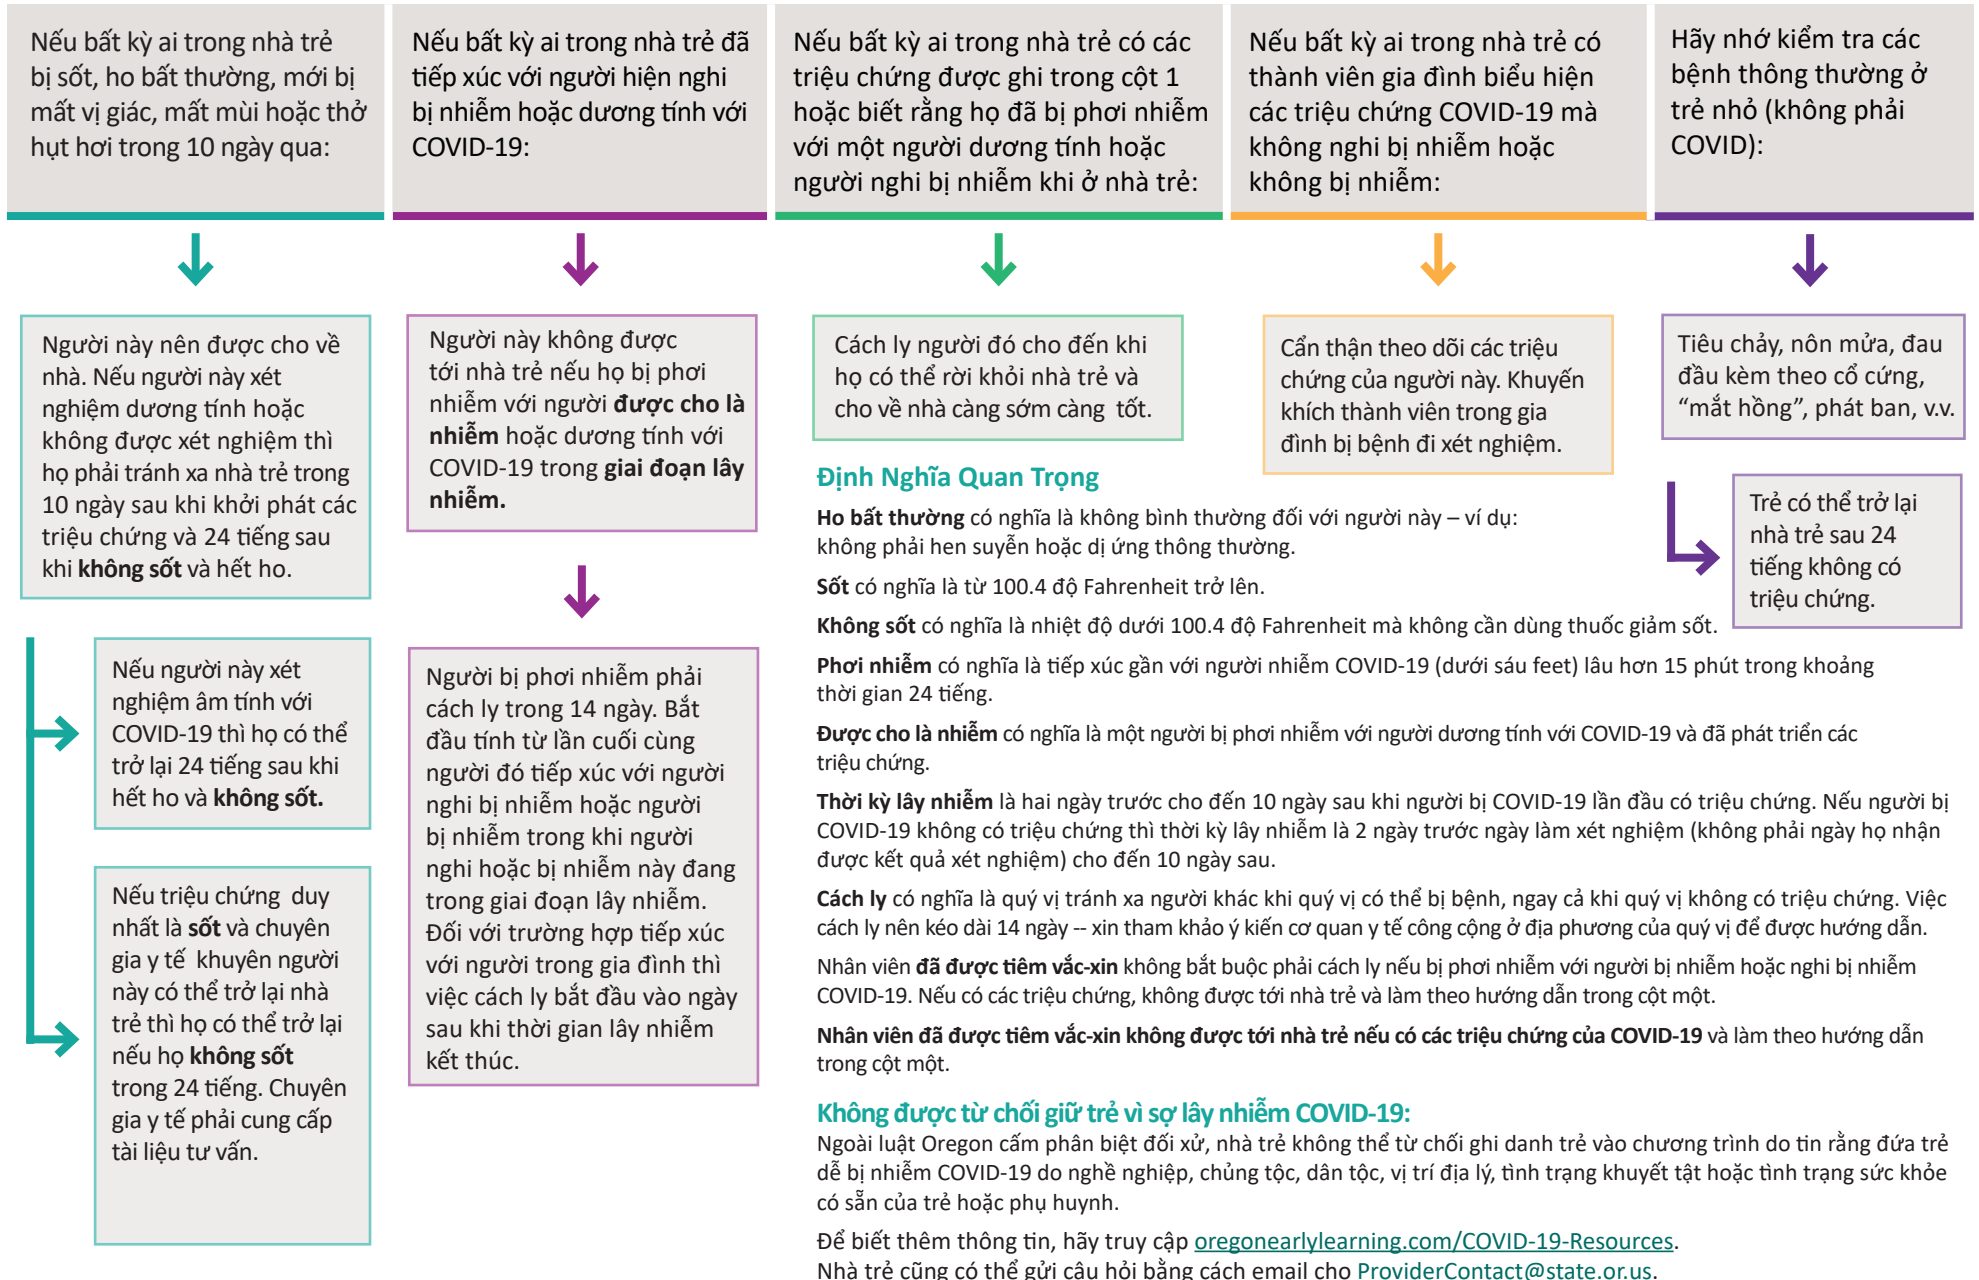 Nếu bất kỳ ai trong nhà trẻ
bị sốt, ho bất thường, mới bị
mất vị giác, mất mùi hoặc thở
hụt hơi trong 10 ngày qua:
Người này nên được cho về
nhà. Nếu người này xét
nghiệm dương tính hoặc
không được xét nghiệm thì
họ phải tránh xa nhà trẻ trong
10 ngày sau khi khởi phát các
triệu chứng và 24 tiếng sau
khi không sốt và hết ho.
Nếu người này xét
nghiệm âm tính với
COVID-19 thì họ có thể
trở lại 24 tiếng sau khi
hết ho và không sốt.
Nếu triệu chứng duy
nhất là sốt và chuyên
gia y tế khuyên người
này có thể trở lại nhà
trẻ thì họ có thể trở lại
nếu họ không sốt
trong 24 tiếng. Chuyên
gia y tế phải cung cấp
tài liệu tư vấn.
Nếu bất kỳ ai trong nhà trẻ đã
tiếp xúc với người hiện nghi
bị nhiễm hoặc dương tính với
COVID-19:
Người này không được
tới nhà trẻ nếu họ bị phơi
nhiễm với người được cho là
nhiễm hoặc dương tính với
COVID-19 trong giai đoạn lây
nhiễm.
Người bị phơi nhiễm phải
cách ly trong 14 ngày. Bắt
đầu tính từ lần cuối cùng
người đó tiếp xúc với người
nghi bị nhiễm hoặc người
bị nhiễm trong khi người
nghi hoặc bị nhiễm này đang
trong giai đoạn lây nhiễm.
Đối với trường hợp tiếp xúc
với người trong gia đình thì
việc cách ly bắt đầu vào ngày
sau khi thời gian lây nhiễm
kết thúc.
Nếu bất kỳ ai trong nhà trẻ có các
triệu chứng được ghi trong cột 1
hoặc biết rằng họ đã bị phơi nhiễm
với một người dương tính hoặc
người nghi bị nhiễm khi ở nhà trẻ:
Cách ly người đó cho đến khi
họ có thể rời khỏi nhà trẻ và
cho về nhà càng sớm càng tốt.
Nếu bất kỳ ai trong nhà trẻ có
thành viên gia đình biểu hiện
các triệu chứng COVID-19 mà
không nghi bị nhiễm hoặc
không bị nhiễm:
Cẩn thận theo dõi các triệu
chứng của người này. Khuyến
khích thành viên trong gia
đình bị bệnh đi xét nghiệm.
Hãy nhớ kiểm tra các
bệnh thông thường ở
trẻ nhỏ (không phải
COVID):
Tiêu chảy, nôn mửa, đau
đầu kèm theo cổ cứng,
“mắt hồng”, phát ban, v.v.
Trẻ có thể trở lại
nhà trẻ sau 24
tiếng không có
triệu chứng.
Định Nghĩa Quan Trọng
Ho bất thường có nghĩa là không bình thường đối với người này – ví dụ:
không phải hen suyễn hoặc dị ứng thông thường.
Sốt có nghĩa là từ 100.4 độ Fahrenheit trở lên.
Không sốt có nghĩa là nhiệt độ dưới 100.4 độ Fahrenheit mà không cần dùng thuốc giảm sốt.
Phơi nhiễm có nghĩa là tiếp xúc gần với người nhiễm COVID-19 (dưới sáu feet) lâu hơn 15 phút trong khoảng
thời gian 24 tiếng.
Được cho là nhiễm có nghĩa là một người bị phơi nhiễm với người dương tính với COVID-19 và đã phát triển các
triệu chứng.
Thời kỳ lây nhiễm là hai ngày trước cho đến 10 ngày sau khi người bị COVID-19 lần đầu có triệu chứng. Nếu người bị
COVID-19 không có triệu chứng thì thời kỳ lây nhiễm là 2 ngày trước ngày làm xét nghiệm (không phải ngày họ nhận
được kết quả xét nghiệm) cho đến 10 ngày sau.
Cách ly có nghĩa là quý vị tránh xa người khác khi quý vị có thể bị bệnh, ngay cả khi quý vị không có triệu chứng. Việc
cách ly nên kéo dài 14 ngày -- xin tham khảo ý kiến cơ quan y tế công cộng ở địa phương của quý vị để được hướng dẫn.
Nhân viên đã được tiêm vắc-xin không bắt buộc phải cách ly nếu bị phơi nhiễm với người bị nhiễm hoặc nghi bị nhiễm
COVID-19. Nếu có các triệu chứng, không được tới nhà trẻ và làm theo hướng dẫn trong cột một.
Nhân viên đã được tiêm vắc-xin không được tới nhà trẻ nếu có các triệu chứng của COVID-19 và làm theo hướng dẫn
trong cột một.
Không được từ chối giữ trẻ vì sợ lây nhiễm COVID-19:
Ngoài luật Oregon cấm phân biệt đối xử, nhà trẻ không thể từ chối ghi danh trẻ vào chương trình do tin rằng đứa trẻ
dễ bị nhiễm COVID-19 do nghề nghiệp, chủng tộc, dân tộc, vị trí địa lý, tình trạng khuyết tật hoặc tình trạng sức khỏe
có sẵn của trẻ hoặc phụ huynh.
Để biết thêm thông tin, hãy truy cập oregonearlylearning.com/COVID-19-Resources.
Nhà trẻ cũng có thể gửi câu hỏi bằng cách email cho ProviderContact@state.or.us.